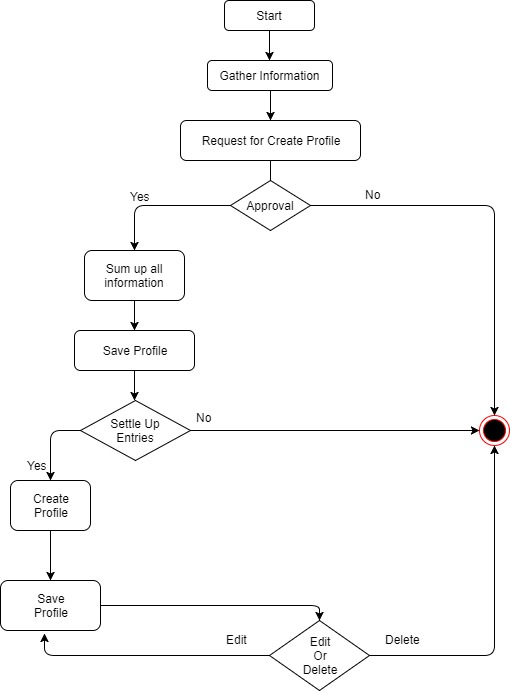 Start
Gather Information
Request for Create Profile
Yes
Approval
No
Sum up all
information
Save Profile
Settle Up
Entries
No
Yes
Create
Profile
Save
Profile
Edit
Edit
Or
Delete
Delete